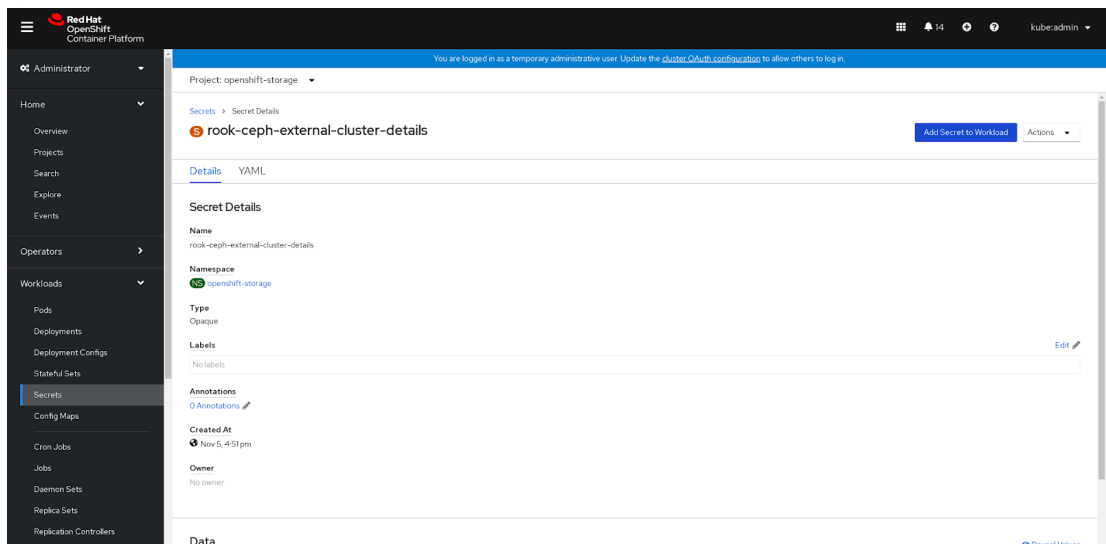 Red Hat
OpenShift
Container Platform
14
kube:admin
Administrator
You are logged in as a temporary administrative user. Update the cluster OAuth configuration to allow others to log in.
Project: openshift-storage
Home
Overview
Projects
Search
Explore
Events
Operators
Workloads
Pods
Deployments
Deployment Configs
Stateful Sets
Secrets
Config Maps
Cron Jobs
Jobs
Daemon Sets
Replica Sets
Replication Controllers
Secrets > Secret Details
S rook-ceph-external-cluster-details
Add Secret to Workload
Actions
Details YAML
Secret Details
Name
rook-ceph-external-cluster-details
Namespace
NS openshift-storage
Type
Opaque
Labels
Edit
No labels
Annotations
0 Annotations
Created At
Nov 5, 4:51 pm
Owner
No owner
Data
Reveal Values